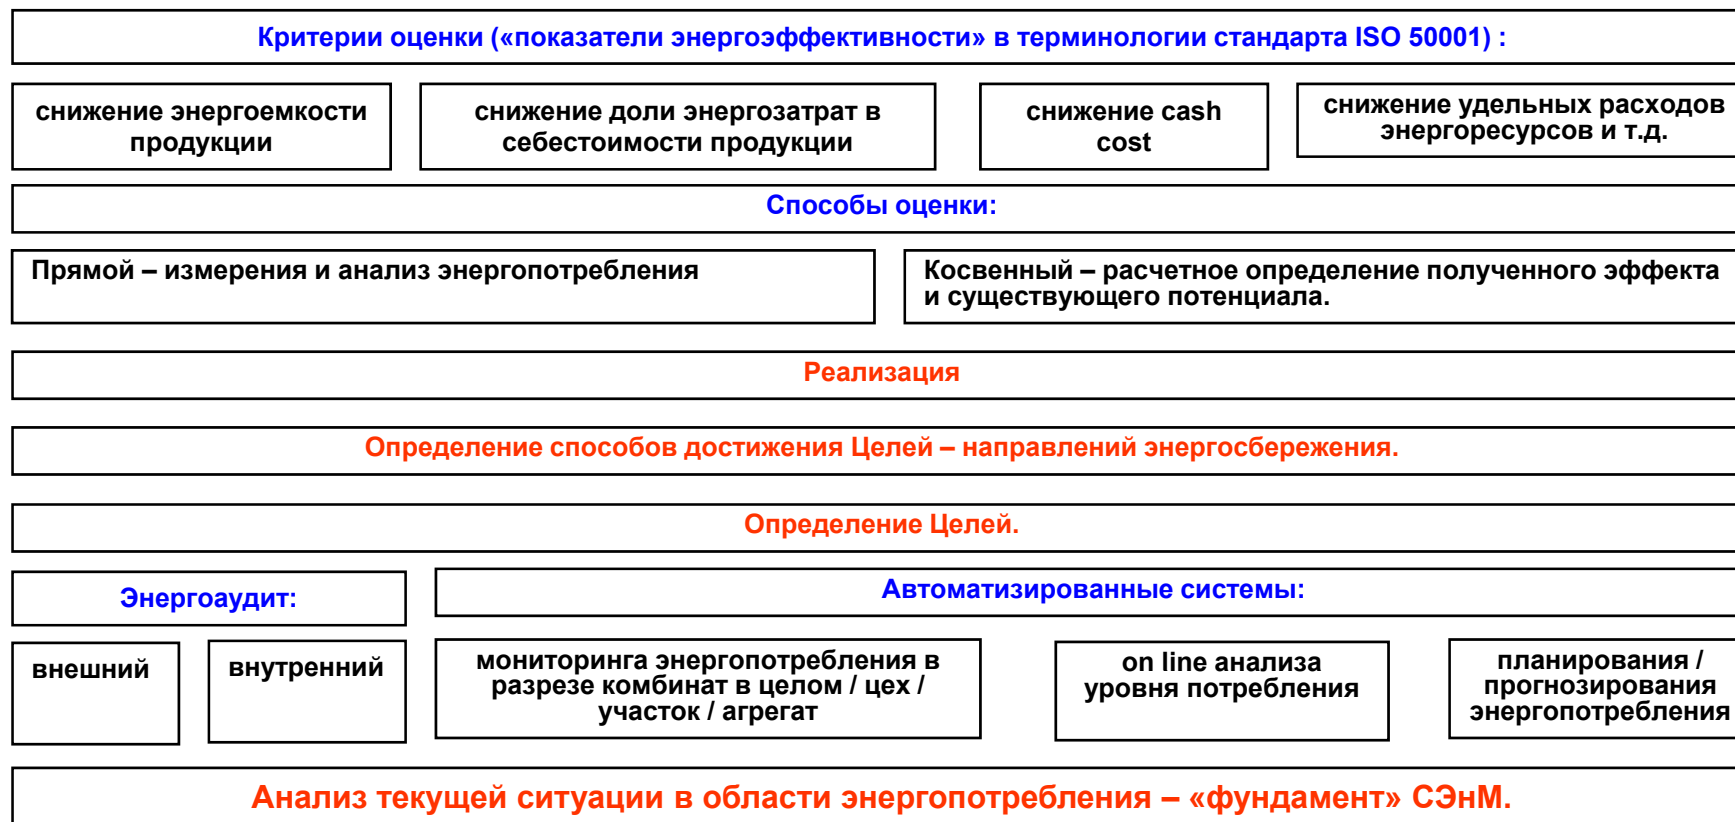 Критерии оценки («показатели энергоэффективности» в терминологии стандарта ISO 50001) :
снижение энергоемкости
продукции
снижение доли энергозатрат в
себестоимости продукции
снижение cash
cost
снижение удельных расходов
энергоресурсов и т.д.
Способы оценки:
Прямой – измерения и анализ энергопотребления
Косвенный – расчетное определение полученного эффекта
и существующего потенциала.
Реализация
Определение способов достижения Целей – направлений энергосбережения.
Определение Целей.
Энергоаудит:
Автоматизированные системы:
внешний
внутренний
мониторинга энергопотребления в
разрезе комбинат в целом / цех /
участок / агрегат
on line анализа
уровня потребления
планирования /
прогнозирования
энергопотребления
Анализ текущей ситуации в области энергопотребления – «фундамент» СЭнМ.